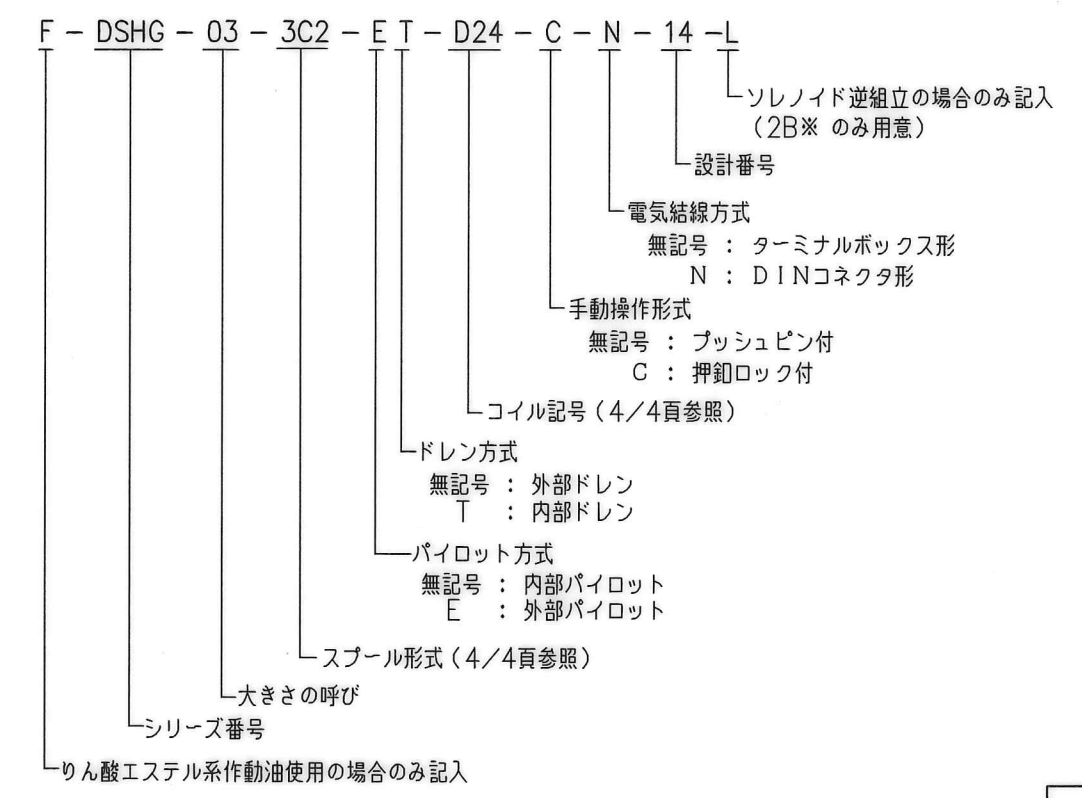 F - DSHG - 03 - 3C2 - E T - D24 - C - N - 14 - L
ソレノイド逆組立の場合のみ記入
(2B※ のみ用意)
設計番号
電気結線方式
無記号 : ターミナルボックス形
N : DINコネクタ形
手動操作形式
無記号 : プッシュピン付
C : 押釦ロック付
コイル記号(4/4頁参照)
ドレン方式
無記号 : 外部ドレン
T : 内部ドレン
パイロット方式
無記号 : 内部パイロット
E : 外部パイロット
スプール形式(4/4頁参照)
大きさの呼び
シリーズ番号
りん酸エステル系作動油使用の場合のみ記入